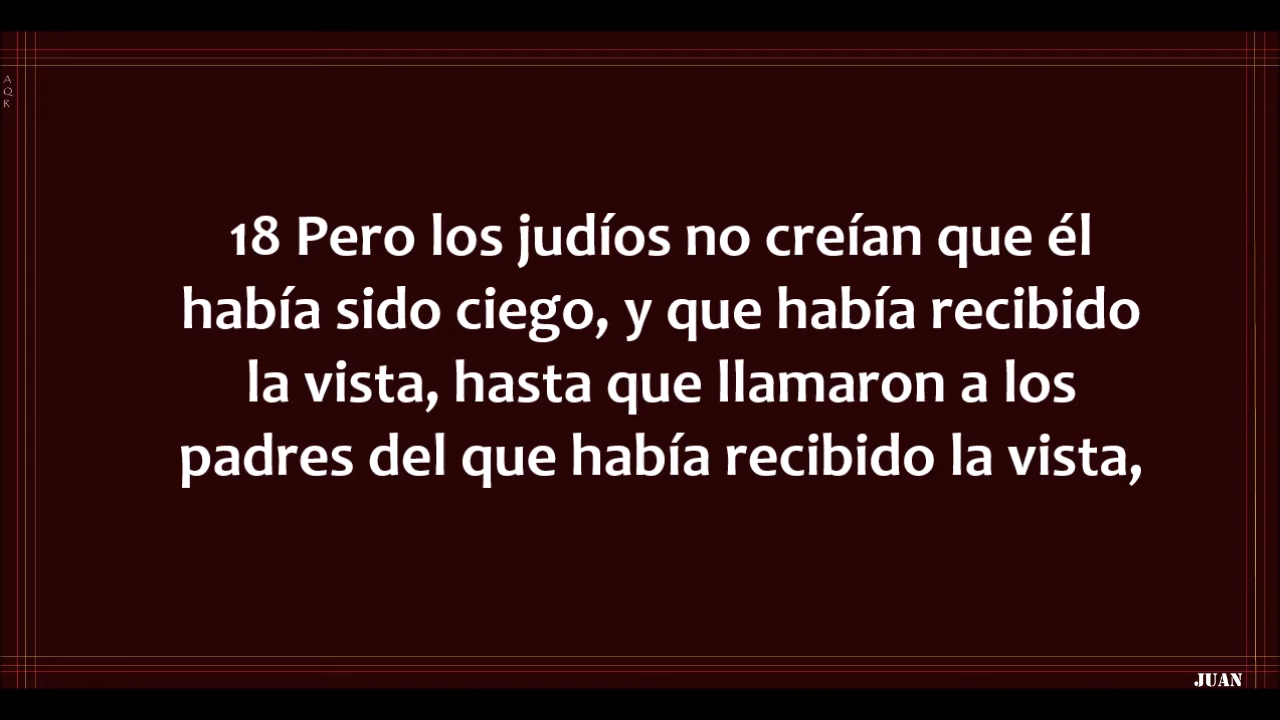 A
Q
R
18 Pero los judíos no creían que él
había sido ciego, y que había recibido
la vista, hasta que llamaron a los
padres del que había recibido la vista,
JUAN